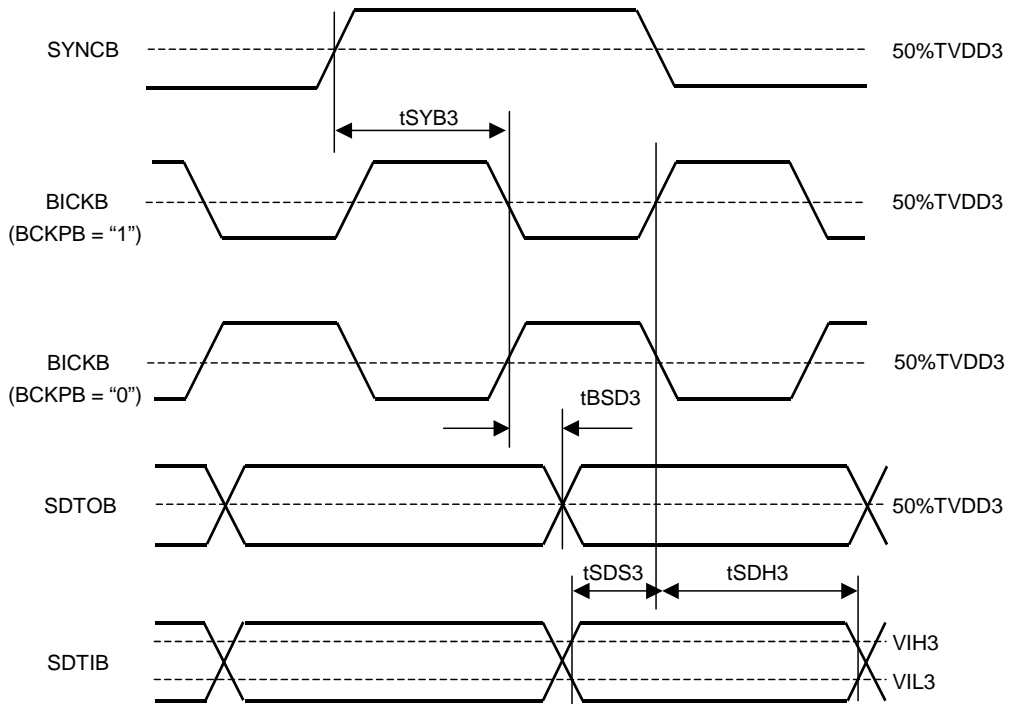 SYNCB
50%TVDD3
tSYB3
BICKB
(BCKPB = “1”)
50%TVDD3
BICKB
(BCKPB = “0”)
50%TVDD3
tBSD3
SDTOB
50%TVDD3
tSDS3
tSDH3
SDTIB
VIH3
VIL3